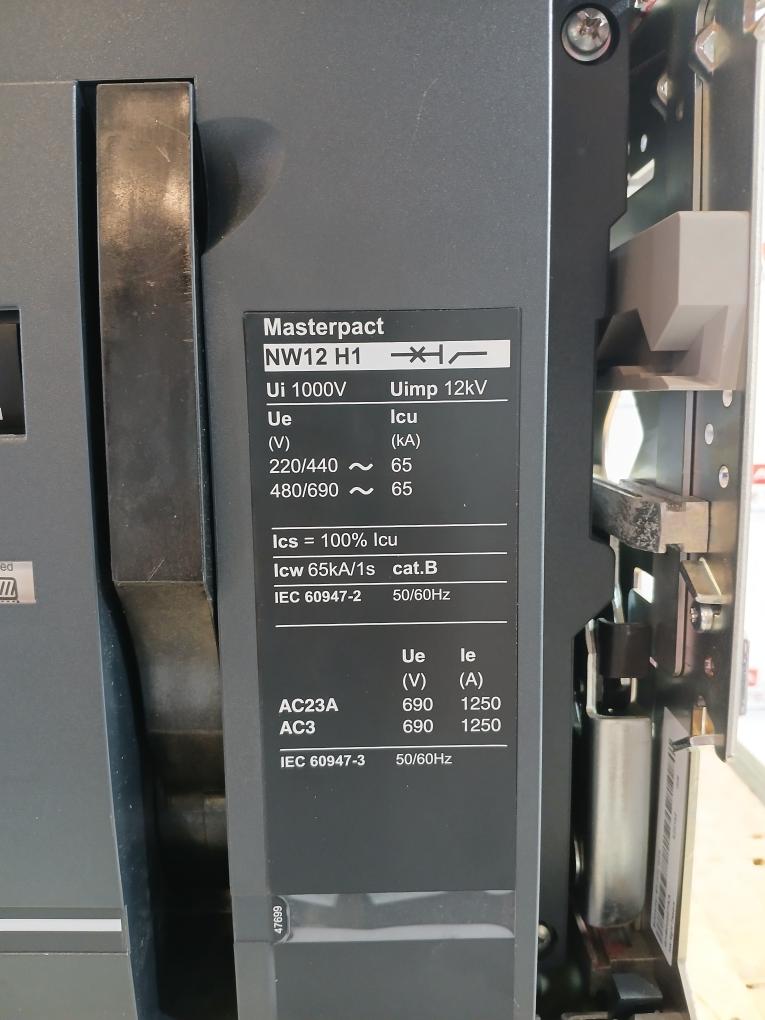 Masterpact
NW12 H1
Ui 1000V Uimp 12kV
Ue Icu
(V) (kA)
220/440 ~ 65
480/690 ~ 65
Ics = 100% Icu
Icw 65kA/1s cat.B
IEC 60947-2 50/60Hz
Ue Ie
(V) (A)
AC23A 690 1250
AC3 690 1250
IEC 60947-3 50/60Hz
47699
ed